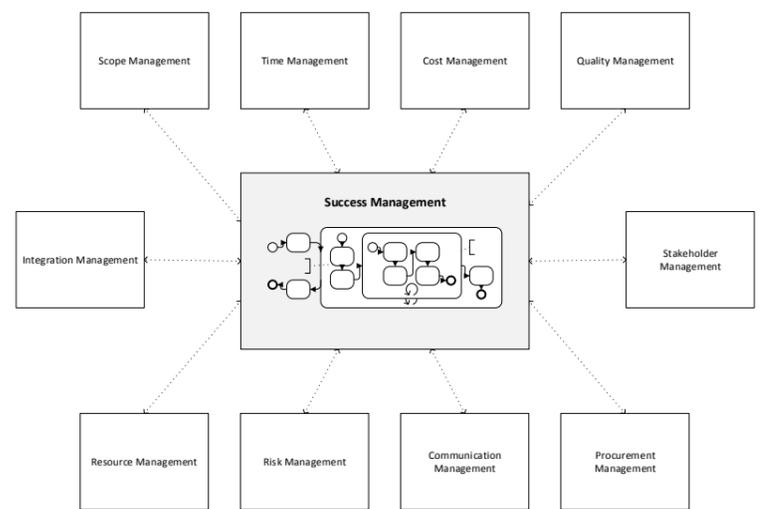 Scope Management
Time Management
Cost Management
Quality Management
Success Management
Integration Management
Stakeholder
Management
Resource Management
Risk Management
Communication
Management
Procurement
Management